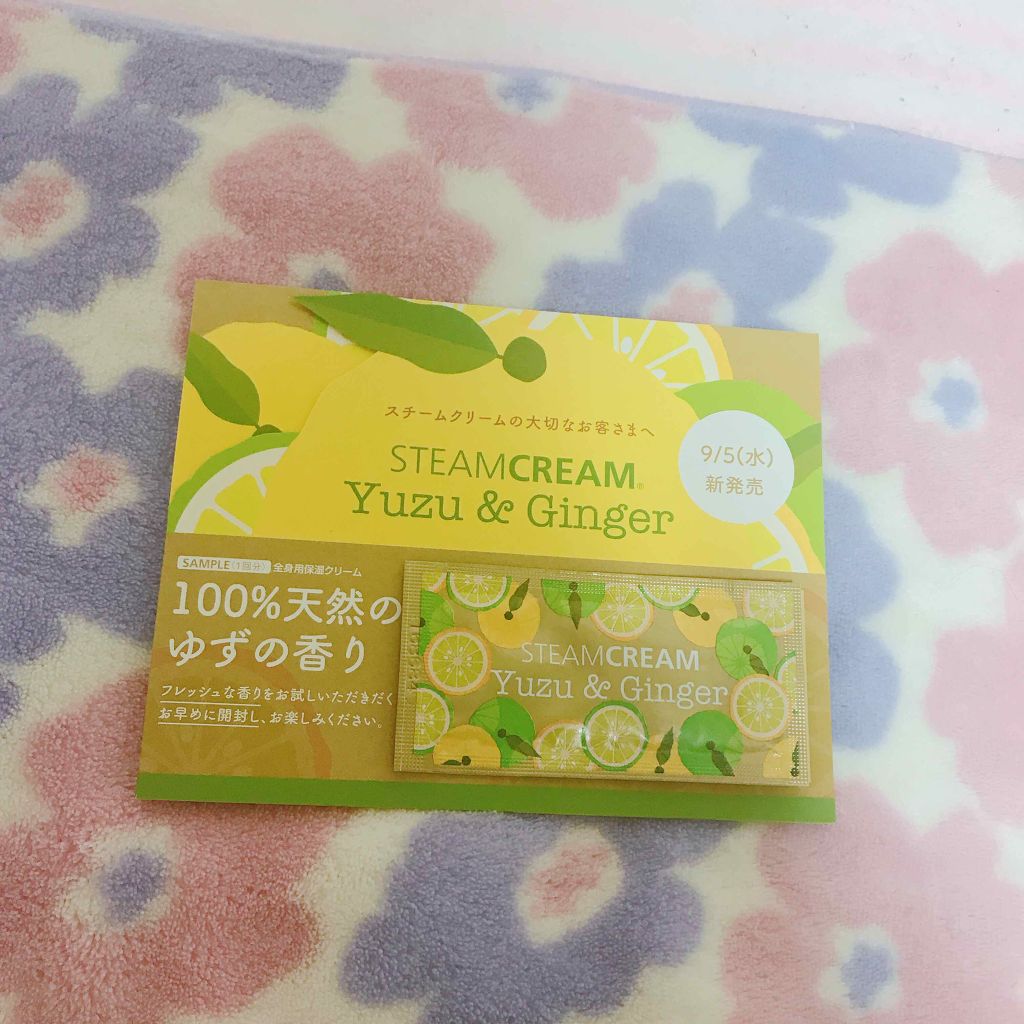 スチームクリームの大切なお客さまへ
STEAMCREAM®
Yuzu & Ginger
9/5(水)
新発売
SAMPLE(1回分) 全身用保湿クリーム
100%天然の
ゆずの香り
フレッシュな香りをお試しいただきたく
お早めに開封し、お楽しみください。
STEAMCREAM
Yuzu & Ginger